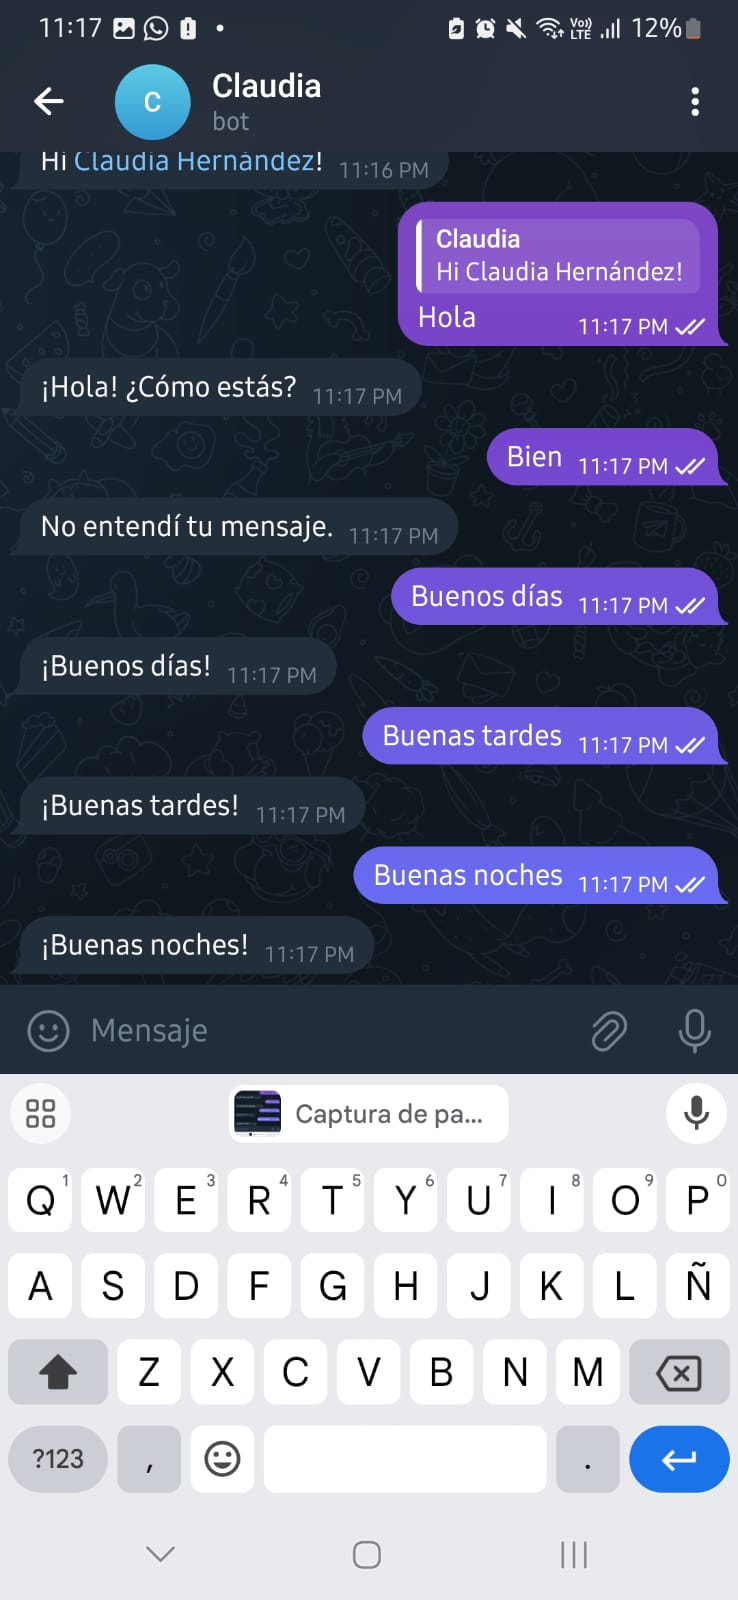 11:17
Vo)) LTE 12%
C
Claudia
bot
Hi Claudia Hernández! 11:16 PM
Claudia
Hi Claudia Hernández!
Hola 11:17 PM
¡Hola! ¿Cómo estás? 11:17 PM
Bien 11:17 PM
No entendí tu mensaje. 11:17 PM
Buenos días 11:17 PM
¡Buenos días! 11:17 PM
Buenas tardes 11:17 PM
¡Buenas tardes! 11:17 PM
Buenas noches 11:17 PM
¡Buenas noches! 11:17 PM
Mensaje
Captura de pa...
Q 1 W 2 E 3 R 4 T 5 Y 6 U 7 I 8 O 9 P 0
A S D F G H J K L Ñ
Z X C V B N M
?123 , .